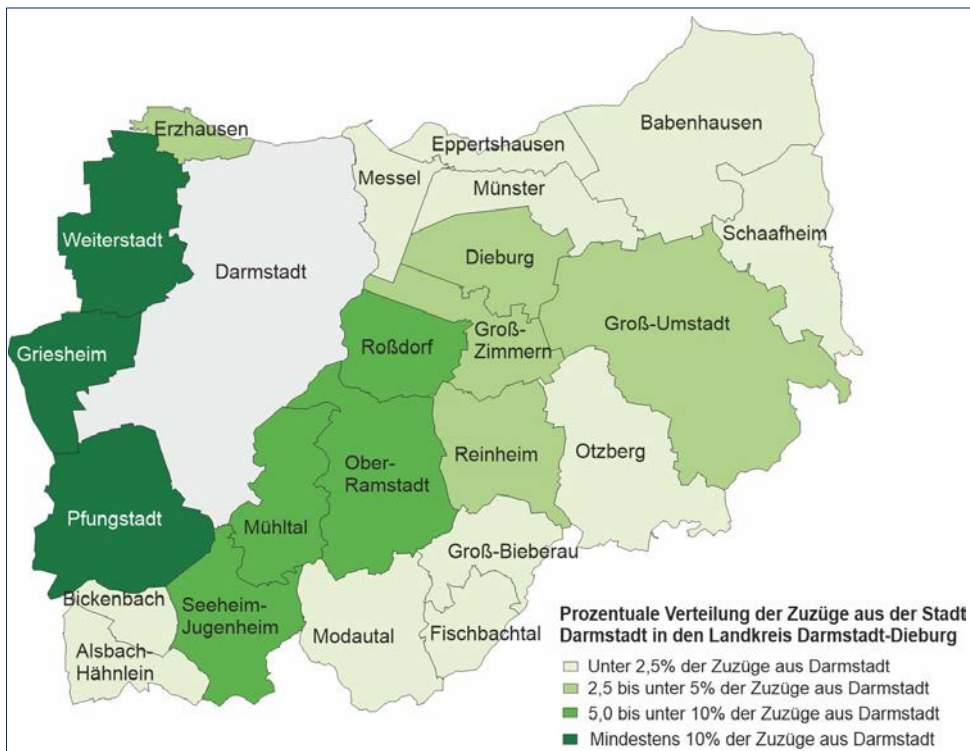 Erzhausen
Babenhausen
Eppertshausen
Messel
Münster
Schaafheim
Weiterstadt
Dieburg
Darmstadt
Groß-Umstadt
Groß-
Zimmern
Roßdorf
Griesheim
Otzberg
Reinheim
Ober-
Ramstadt
Pfungstadt
Mühltal
Groß-Bieberau
Bickenbach
Seeheim-
Jugenheim
Modautal
Fischbachtal
Alsbach-
Hähnlein
Prozentuale Verteilung der Zuzüge aus der Stadt
Darmstadt in den Landkreis Darmstadt-Dieburg
Unter 2,5% der Zuzüge aus Darmstadt
2,5 bis unter 5% der Zuzüge aus Darmstadt
5,0 bis unter 10% der Zuzüge aus Darmstadt
Mindestens 10% der Zuzüge aus Darmstadt